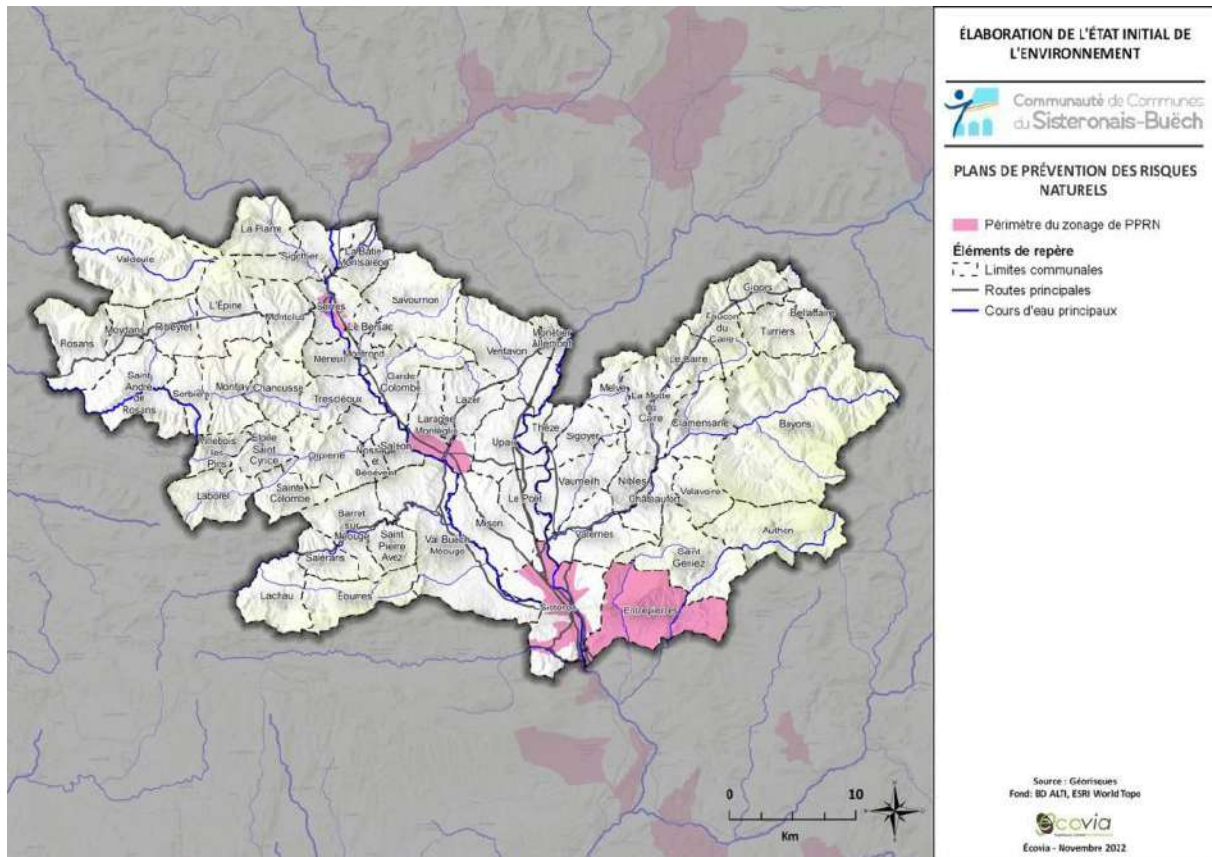 ÉLABORATION DE L'ÉTAT INITIAL DE
L'ENVIRONNEMENT
Communauté de Communes
du Sisteronais-Buëch
PLANS DE PRÉVENTION DES RISQUES
NATURELS
Périmètre du zonage de PPRN
Éléments de repère
Limites communales
Routes principales
Cours d'eau principaux
La Piarre
Sigottier
La Bâtie
Montsaléon
Valdoule
L'Épine
Montclus
Serres
Le Bersac
Savournon
Moydans
Ribeyret
Rosans
Méreuil
Montrond
Ventavon
Monêtier
Allemont
Gigors
Bellaffaire
Faucon
du
Caire
Turriers
Le Caire
Saint
André
de
Rosans
Sorbiers
Montjay
Chanousse
Trescléoux
Garde
Colombe
Lazer
Melve
La Motte
du
Caire
Clamensane
Bayons
Laragne
Montéglin
Upaix
Thèze
Sigoyer
Villebois
les
Pins
Étoile
Saint
Cyrice
Orpierre
Nossage
et
Bénévent
Saléon
Laborel
Sainte
Colombe
Le Poët
Vaumeilh
Nibles
Châteaufort
Valavoire
Barret
sur
Méouge
Mison
Authon
Salérans
Saint
Pierre
Avez
Val Buëch
Méouge
Valernes
Saint
Geniez
Lachau
Éourres
Sisteron
Entrepierres
0 10
Km
Source : Géorisques
Fond: BD ALTI, ESRI World Topo
écovia
Écovia - Novembre 2022